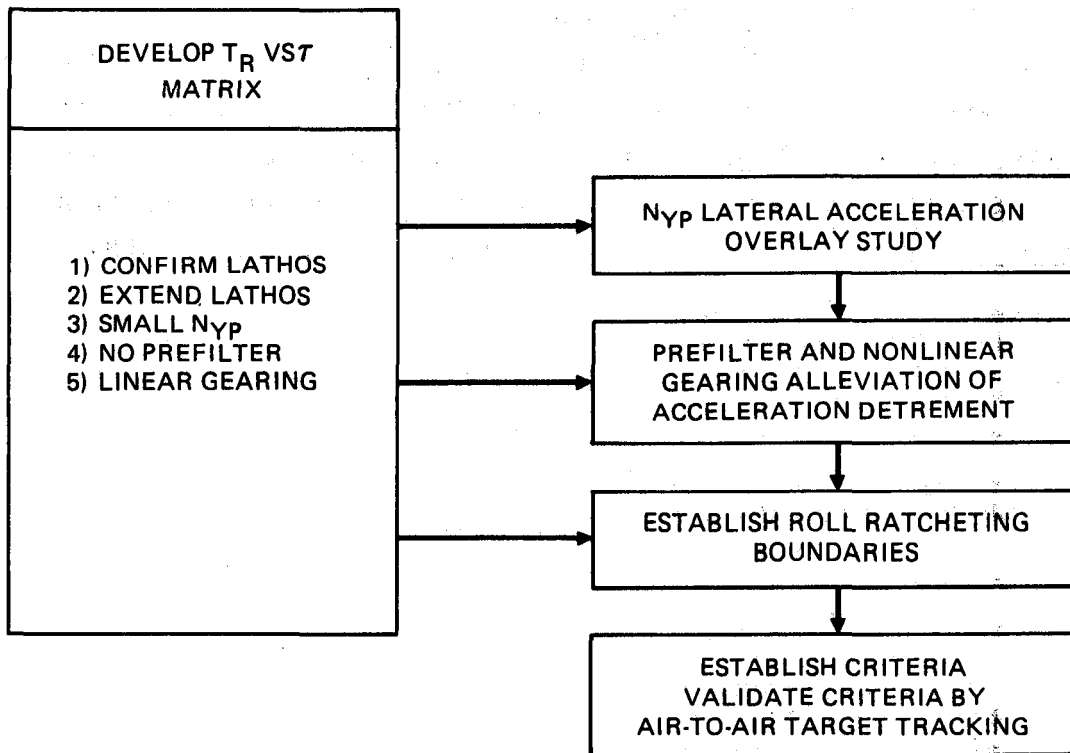 DEVELOP T_R VS τ
MATRIX
1) CONFIRM LATHOS
2) EXTEND LATHOS
3) SMALL N_YP
4) NO PREFILTER
5) LINEAR GEARING
N_YP LATERAL ACCELERATION
OVERLAY STUDY
PREFILTER AND NONLINEAR
GEARING ALLEVIATION OF
ACCELERATION DETREMENT
ESTABLISH ROLL RATCHETING
BOUNDARIES
ESTABLISH CRITERIA
VALIDATE CRITERIA BY
AIR-TO-AIR TARGET TRACKING